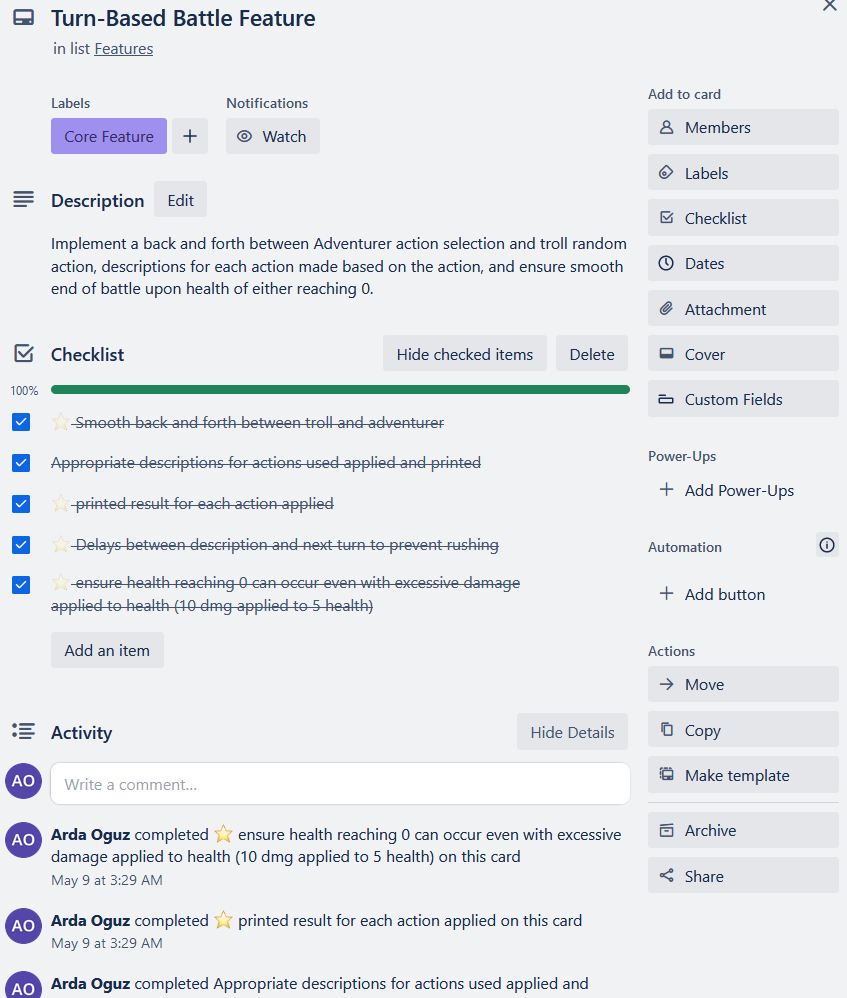 Turn-Based Battle Feature
in list Features
Labels
Notifications
Core Feature
Watch
Description
Edit
Implement a back and forth between Adventurer action selection and troll random
action, descriptions for each action made based on the action, and ensure smooth
end of battle upon health of either reaching 0.
Checklist
Hide checked items
Delete
100%
⭐ Smooth back and forth between troll and adventurer
Appropriate descriptions for actions used applied and printed
⭐ printed result for each action applied
⭐ Delays between description and next turn to prevent rushing
⭐ ensure health reaching 0 can occur even with excessive damage
applied to health (10 dmg applied to 5 health)
Add an item
Activity
Hide Details
AO
Write a comment...
AO
Arda Oguz completed ⭐ ensure health reaching 0 can occur even with excessive
damage applied to health (10 dmg applied to 5 health) on this card
May 9 at 3:29 AM
AO
Arda Oguz completed ⭐ printed result for each action applied on this card
May 9 at 3:29 AM
AO
Arda Oguz completed Appropriate descriptions for actions used applied and
Add to card
Members
Labels
Checklist
Dates
Attachment
Cover
Custom Fields
Power-Ups
+ Add Power-Ups
Automation
+ Add button
Actions
Move
Copy
Make template
Archive
Share